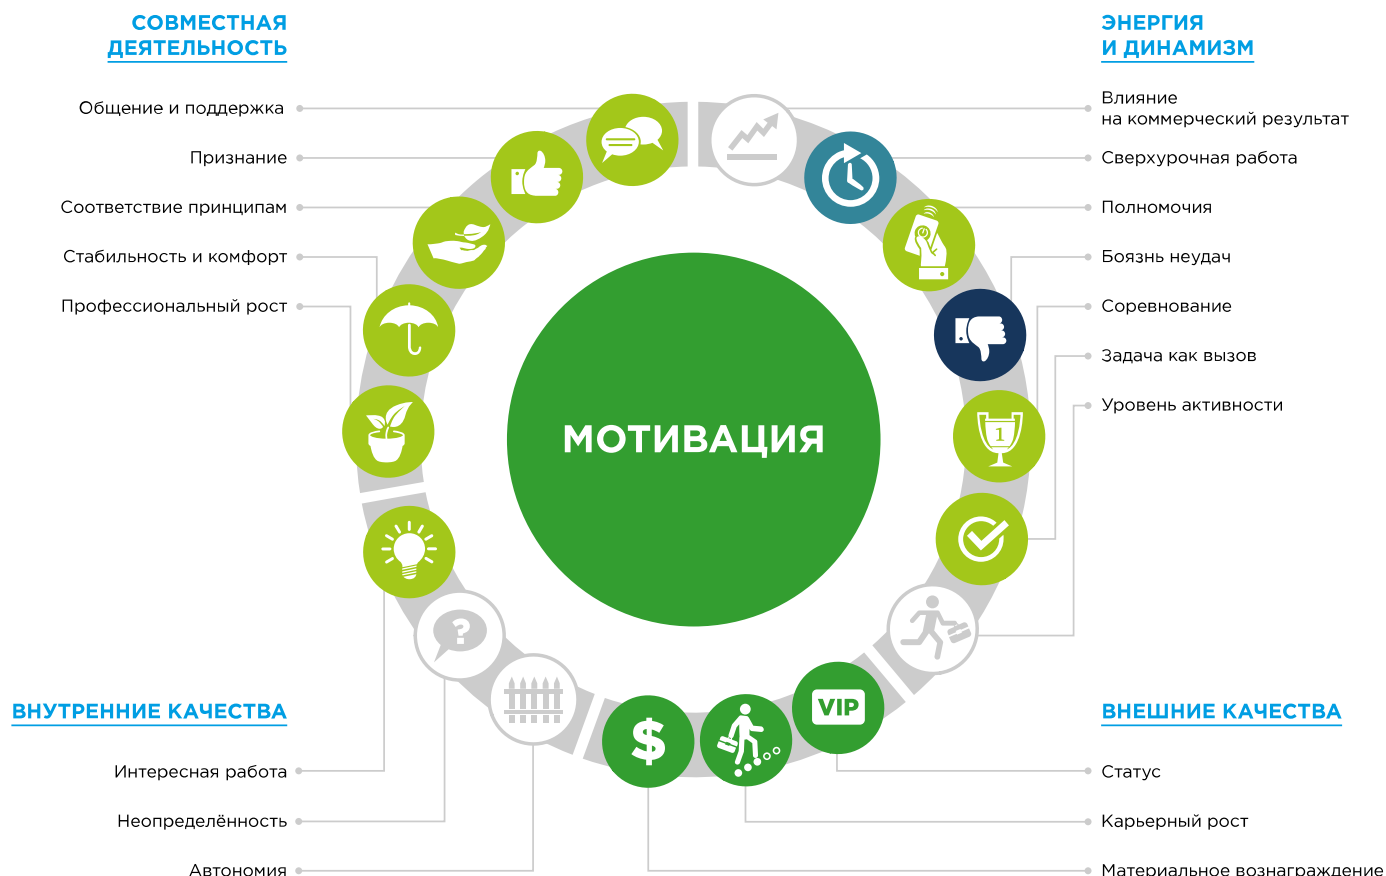 СОВМЕСТНАЯ
ДЕЯТЕЛЬНОСТЬ
Общение и поддержка
Признание
Соответствие принципам
Стабильность и комфорт
Профессиональный рост
ЭНЕРГИЯ
И ДИНАМИЗМ
Влияние
на коммерческий результат
Сверхурочная работа
Полномочия
Боязнь неудач
Соревнование
Задача как вызов
Уровень активности
1
МОТИВАЦИЯ
?
$
VIP
ВНУТРЕННИЕ КАЧЕСТВА
Интересная работа
Неопределённость
Автономия
ВНЕШНИЕ КАЧЕСТВА
Статус
Карьерный рост
Материальное вознаграждение